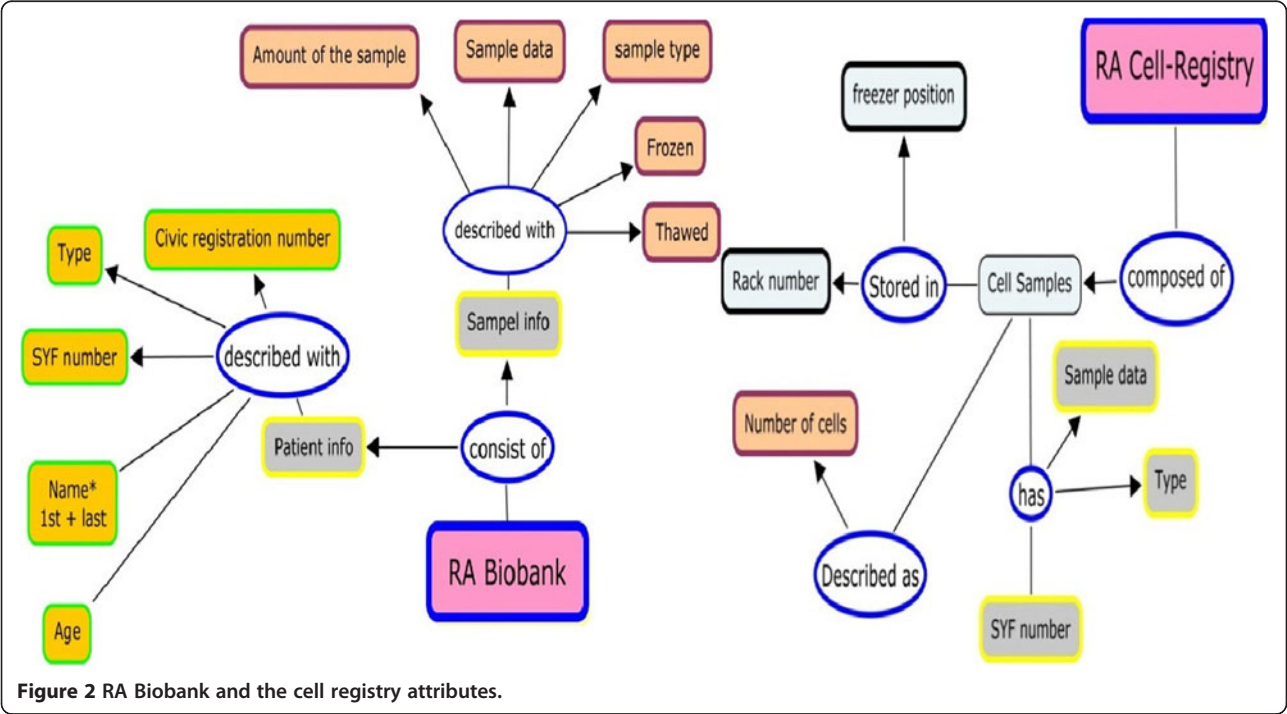 Amount of the sample
Sample data
sample type
Frozen
Thawed
described with
Sampel info
Type
Civic registration number
SYF number
described with
Name*
1st + last
Age
Patient info
consist of
RA Biobank
RA Cell-Registry
freezer position
Rack number
Stored in
Cell Samples
composed of
Number of cells
Described as
Sample data
has
Type
SYF number
Figure 2 RA Biobank and the cell registry attributes.